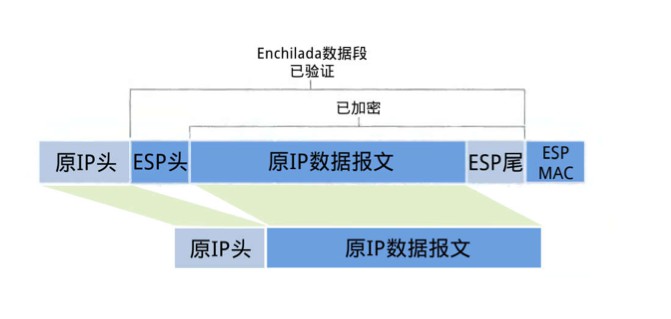 Enchilada数据段
已验证
已加密
原IP头
ESP头
原IP数据报文
ESP尾
ESP
MAC
原IP头
原IP数据报文